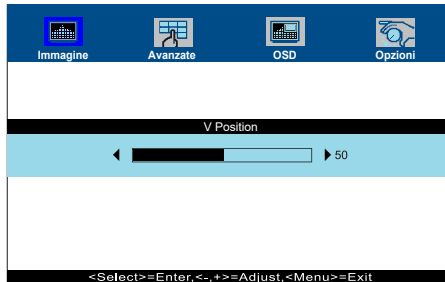 Immagine Avanzate OSD Opzioni
V Position
50
<Select>=Enter,<-,+>=Adjust,<Menu>=Exit